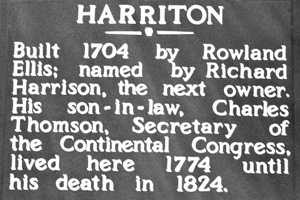 HARRITON
Built 1704 by Rowland
Ellis; named by Richard
Harrison, the next owner.
His son-in-law, Charles
Thomson, Secretary of
the Continental Congress,
lived here 1774 until
his death in 1824.